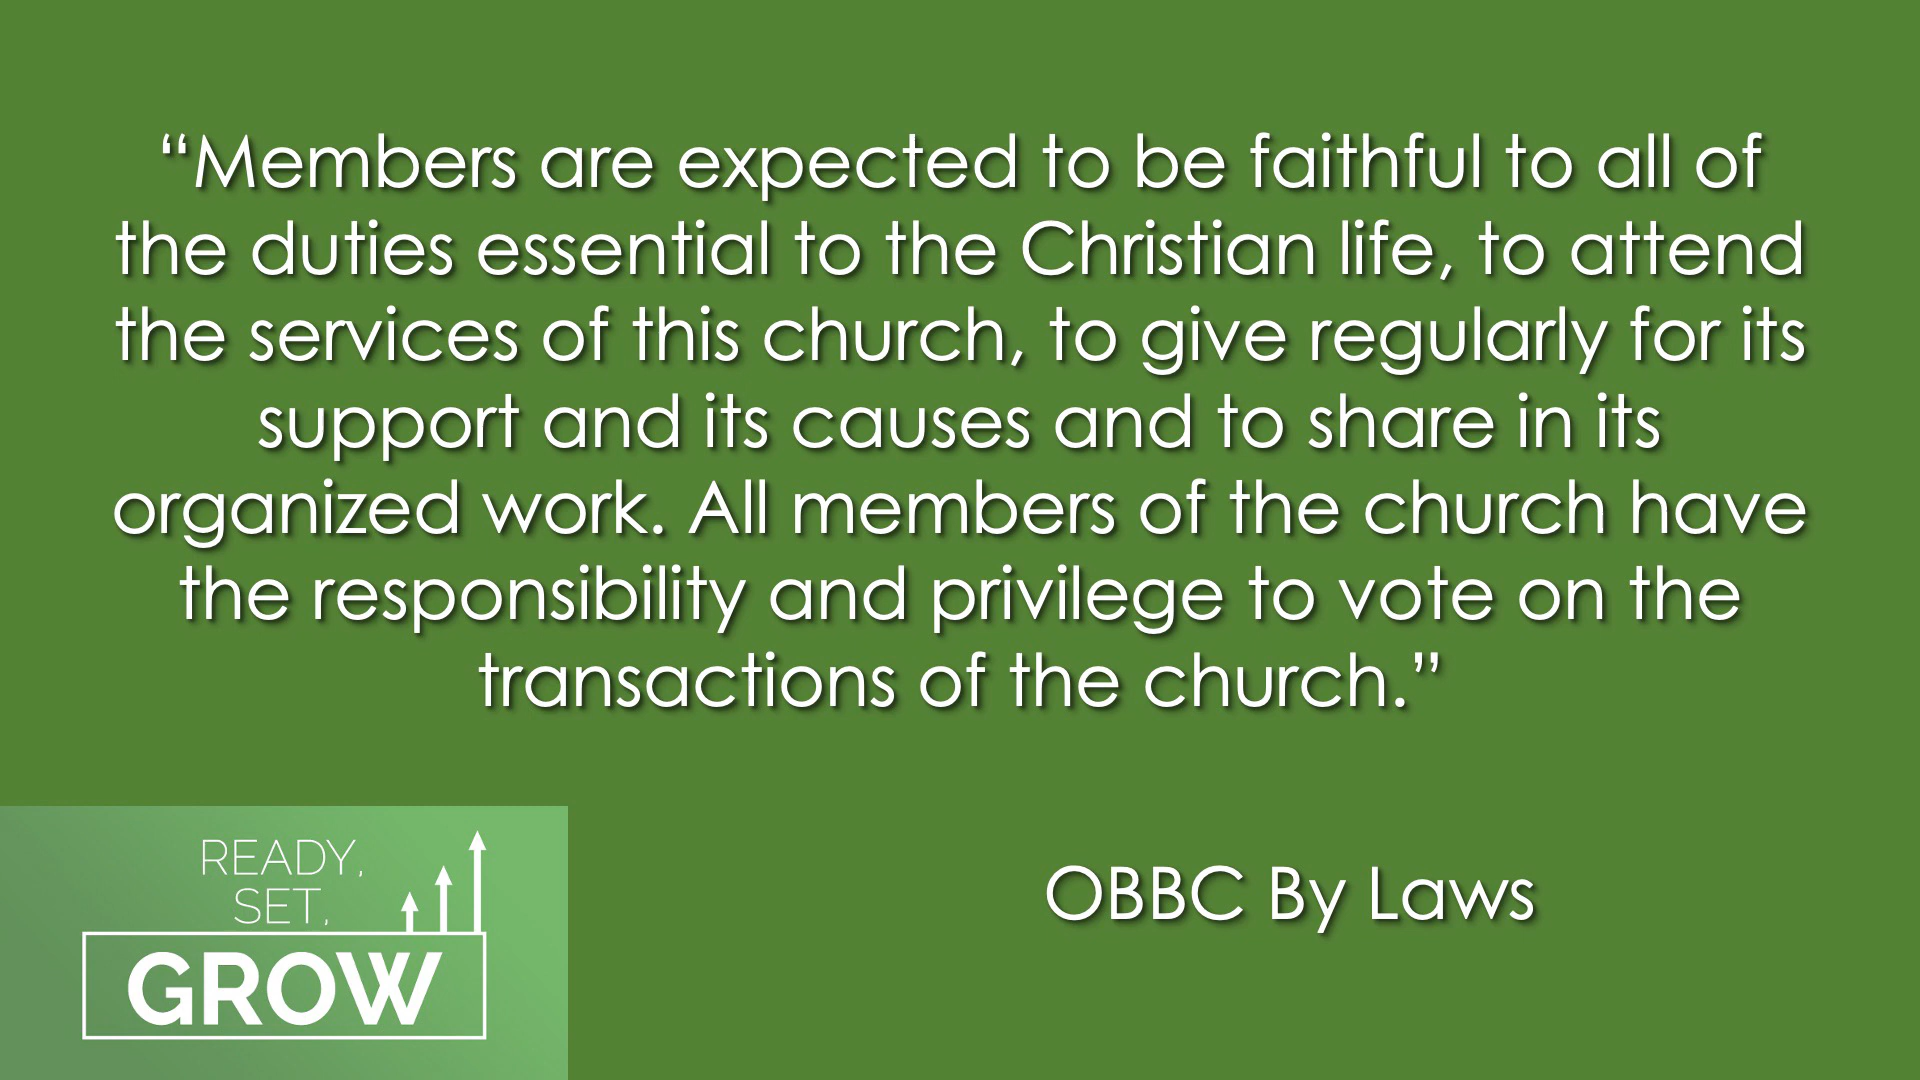 “Members are expected to be faithful to all of
the duties essential to the Christian life, to attend
the services of this church, to give regularly for its
support and its causes and to share in its
organized work. All members of the church have
the responsibility and privilege to vote on the
transactions of the church.”
OBBC By Laws
READY,
SET,
GROW